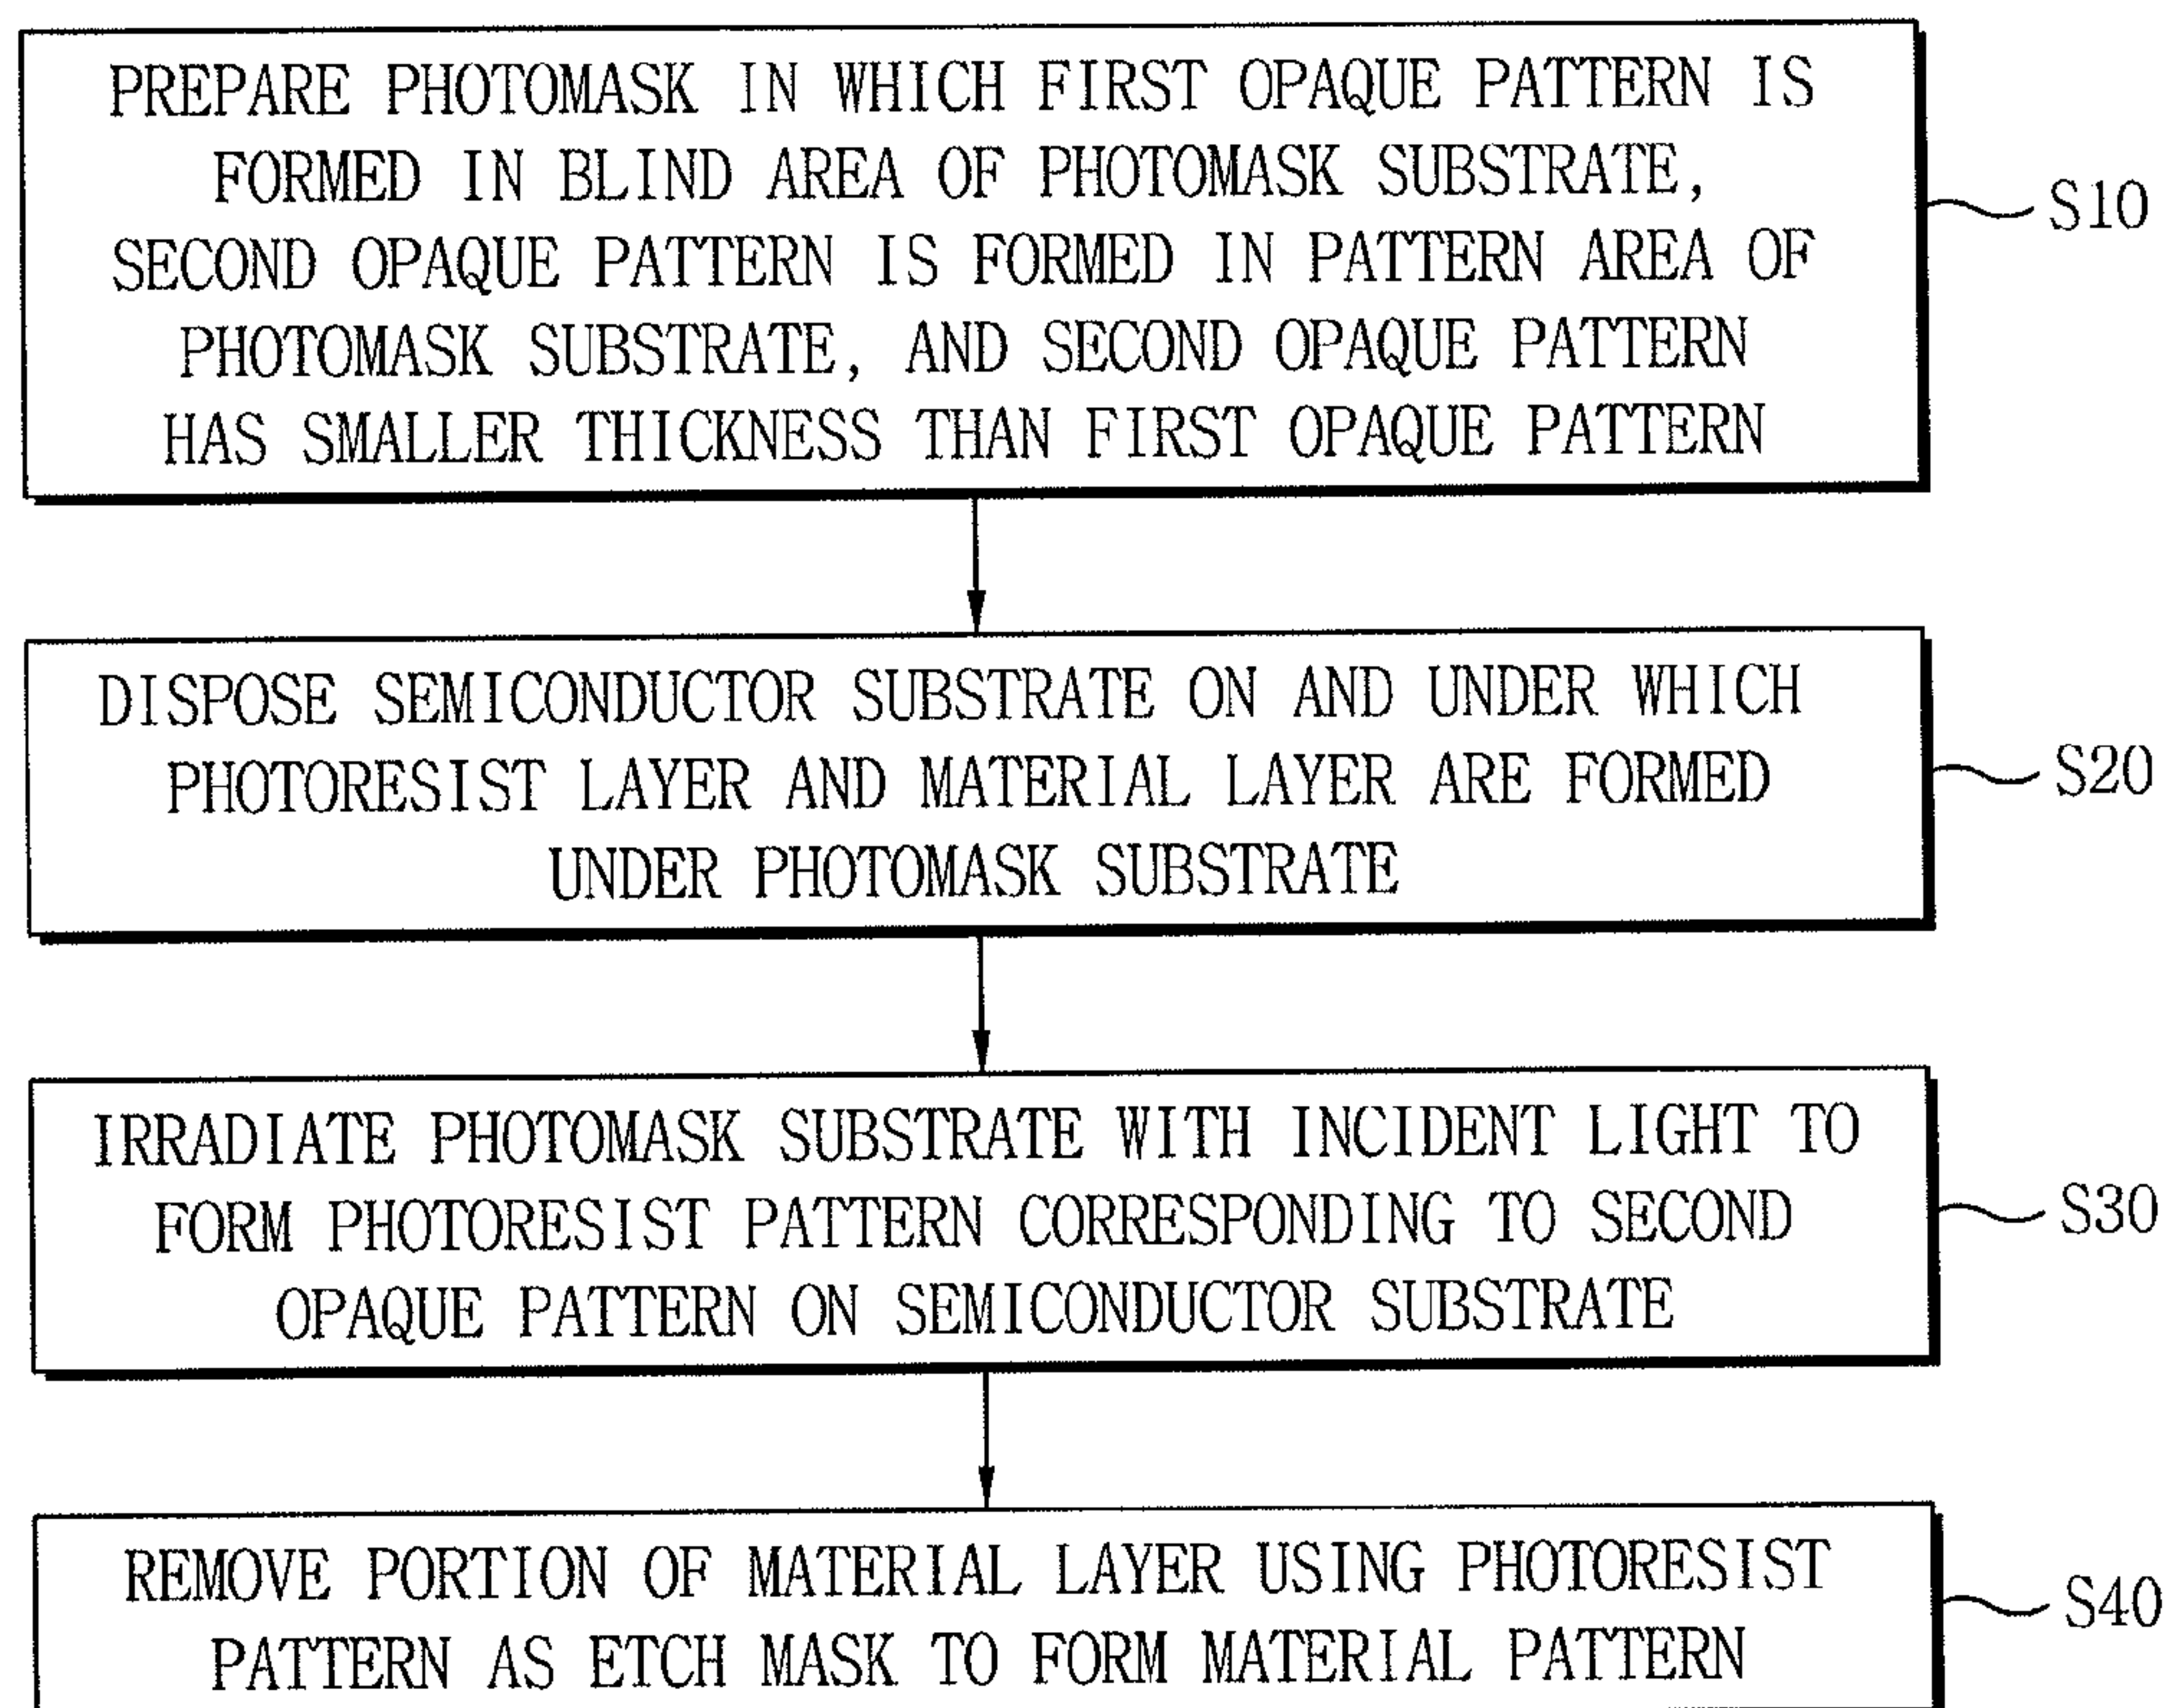 PREPARE PHOTOMASK IN WHICH FIRST OPAQUE PATTERN IS
FORMED IN BLIND AREA OF PHOTOMASK SUBSTRATE,
SECOND OPAQUE PATTERN IS FORMED IN PATTERN AREA OF
PHOTOMASK SUBSTRATE, AND SECOND OPAQUE PATTERN
HAS SMALLER THICKNESS THAN FIRST OPAQUE PATTERN
S10
DISPOSE SEMICONDUCTOR SUBSTRATE ON AND UNDER WHICH
PHOTORESIST LAYER AND MATERIAL LAYER ARE FORMED
UNDER PHOTOMASK SUBSTRATE
S20
IRRADIATE PHOTOMASK SUBSTRATE WITH INCIDENT LIGHT TO
FORM PHOTORESIST PATTERN CORRESPONDING TO SECOND
OPAQUE PATTERN ON SEMICONDUCTOR SUBSTRATE
S30
REMOVE PORTION OF MATERIAL LAYER USING PHOTORESIST
PATTERN AS ETCH MASK TO FORM MATERIAL PATTERN
S40